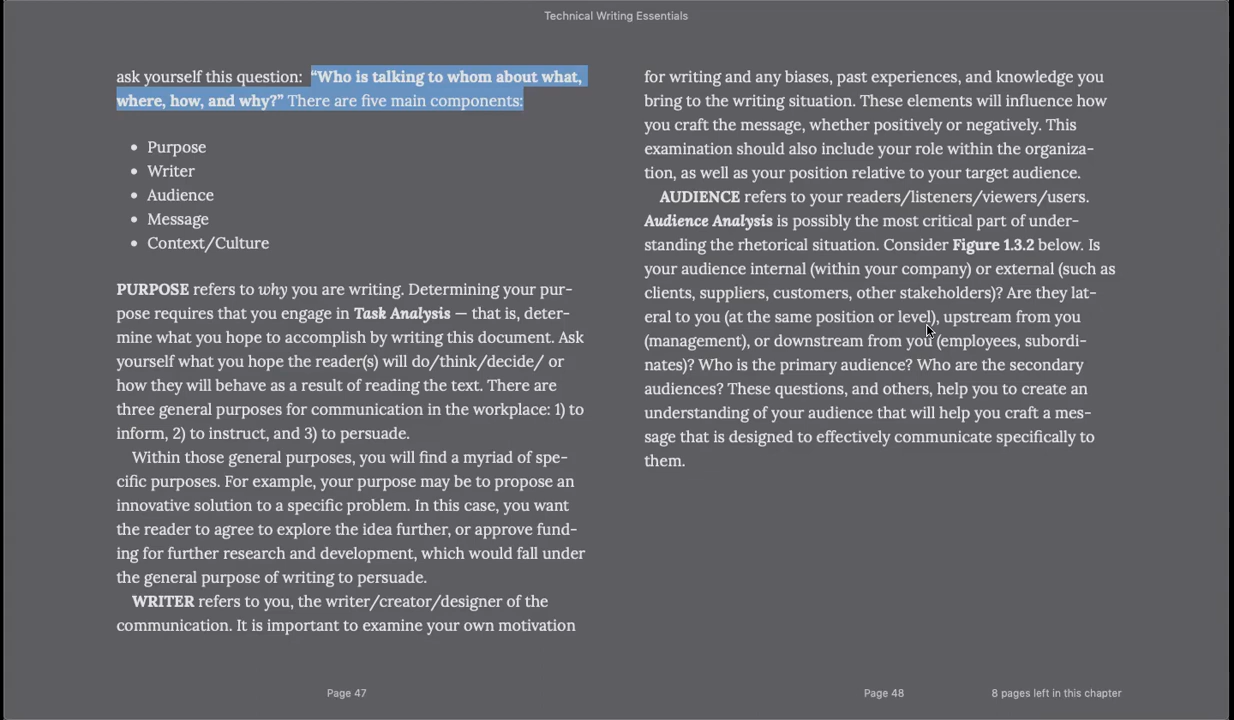 Technical Writing Essentials
ask yourself this question: “Who is talking to whom about what,
where, how, and why?” There are five main components:
• Purpose
• Writer
• Audience
• Message
• Context/Culture
PURPOSE refers to why you are writing. Determining your pur-
pose requires that you engage in Task Analysis — that is, deter-
mine what you hope to accomplish by writing this document. Ask
yourself what you hope the reader(s) will do/think/decide/ or
how they will behave as a result of reading the text. There are
three general purposes for communication in the workplace: 1) to
inform, 2) to instruct, and 3) to persuade.
Within those general purposes, you will find a myriad of spe-
cific purposes. For example, your purpose may be to propose an
innovative solution to a specific problem. In this case, you want
the reader to agree to explore the idea further, or approve fund-
ing for further research and development, which would fall under
the general purpose of writing to persuade.
WRITER refers to you, the writer/creator/designer of the
communication. It is important to examine your own motivation
for writing and any biases, past experiences, and knowledge you
bring to the writing situation. These elements will influence how
you craft the message, whether positively or negatively. This
examination should also include your role within the organiza-
tion, as well as your position relative to your target audience.
AUDIENCE refers to your readers/listeners/viewers/users.
Audience Analysis is possibly the most critical part of under-
standing the rhetorical situation. Consider Figure 1.3.2 below. Is
your audience internal (within your company) or external (such as
clients, suppliers, customers, other stakeholders)? Are they lat-
eral to you (at the same position or level), upstream from you
(management), or downstream from you (employees, subordi-
nates)? Who is the primary audience? Who are the secondary
audiences? These questions, and others, help you to create an
understanding of your audience that will help you craft a mes-
sage that is designed to effectively communicate specifically to
them.
Page 47
Page 48
8 pages left in this chapter